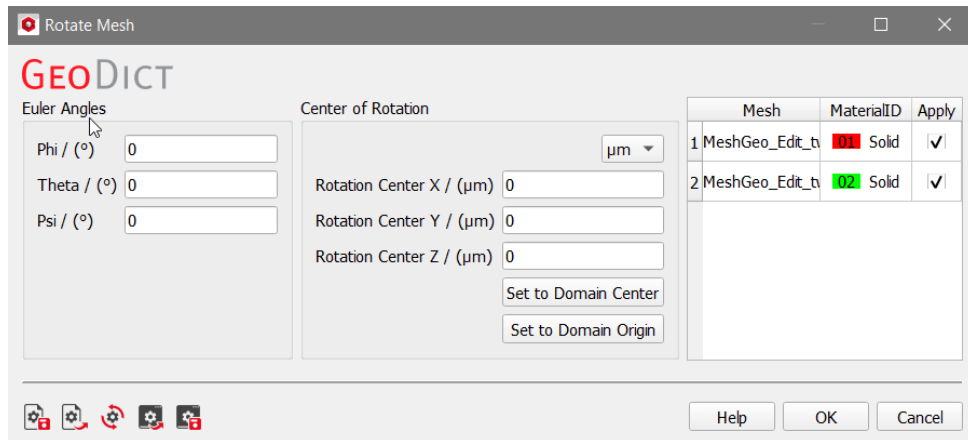 Rotate Mesh
GEODICT
Euler Angles
Phi / (°) 0
Theta / (°) 0
Psi / (°) 0
Center of Rotation
µm
Rotation Center X / (µm) 0
Rotation Center Y / (µm) 0
Rotation Center Z / (µm) 0
Set to Domain Center
Set to Domain Origin
Mesh MaterialID Apply
1 MeshGeo_Edit_tw 01 Solid
2 MeshGeo_Edit_tw 02 Solid
Help OK Cancel